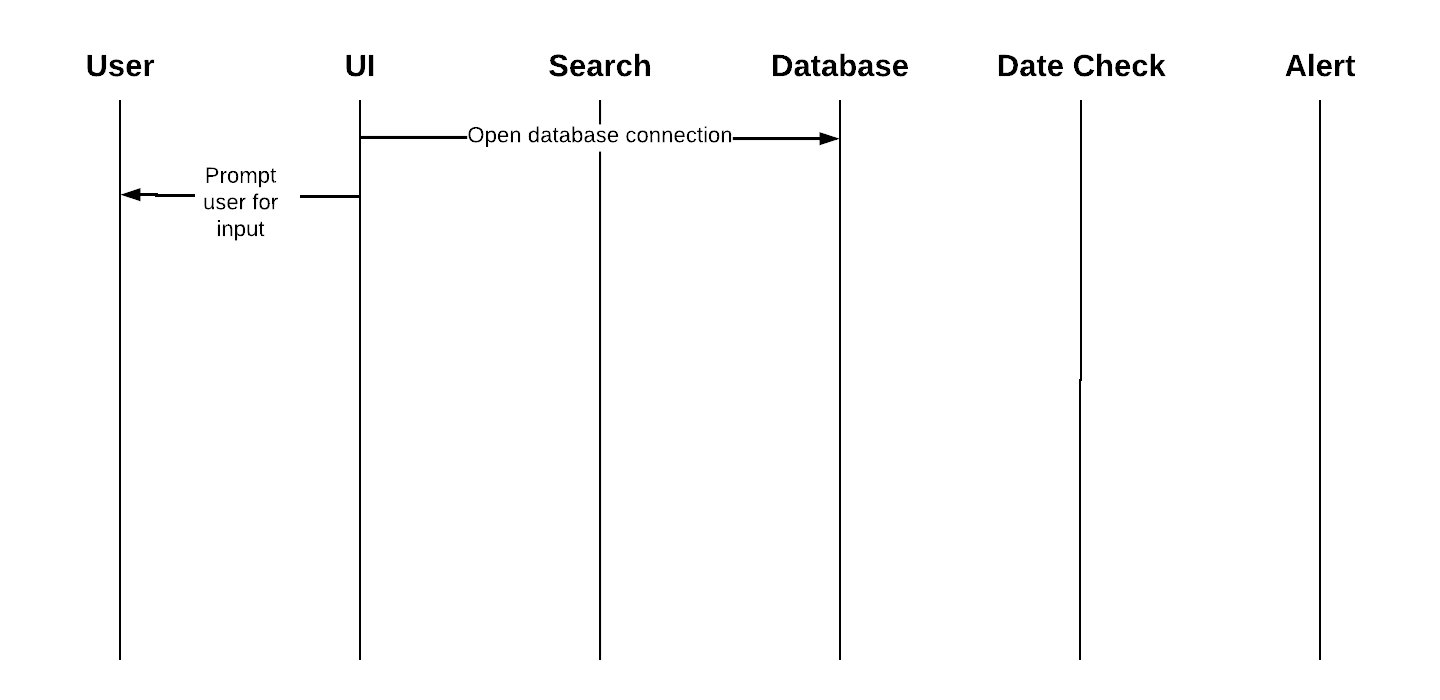 User
UI
Search
Database
Date Check
Alert
Open database connection
Prompt
user for
input